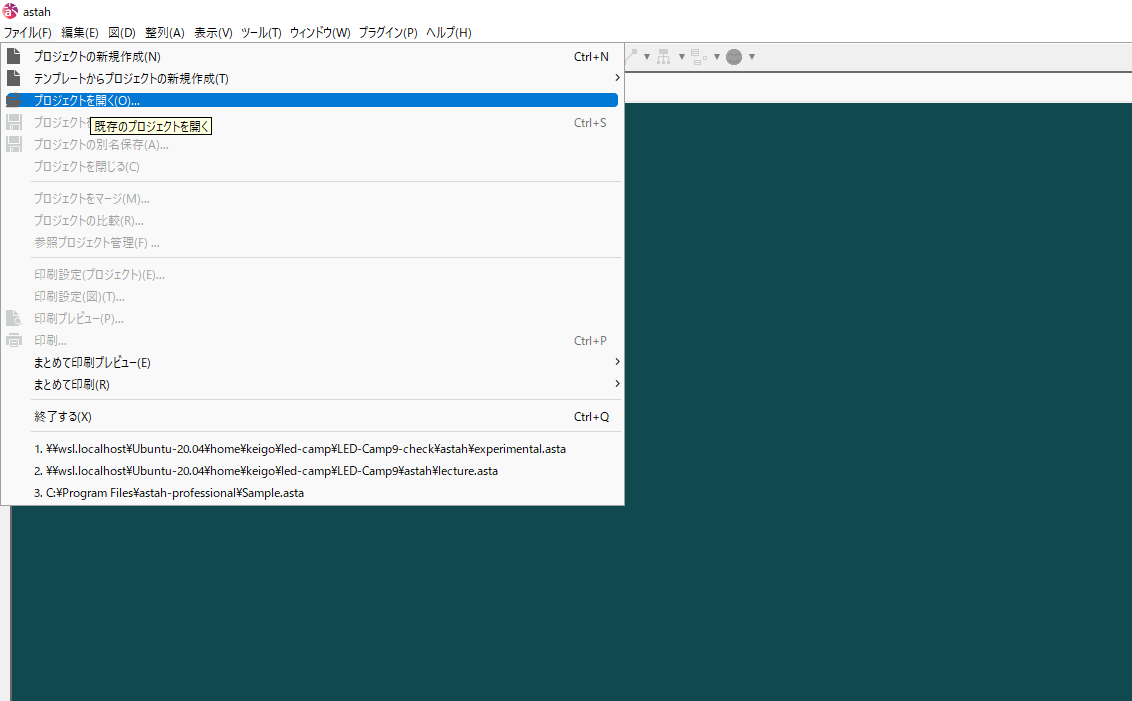 astah
ファイル(F) 編集(E) 図(D) 整列(A) 表示(V) ツール(T) ウィンドウ(W) プラグイン(P) ヘルプ(H)
プロジェクトの新規作成(N) Ctrl+N
テンプレートからプロジェクトの新規作成(T)
プロジェクトを開く(O)...
プロジェクト Ctrl+S
既存のプロジェクトを開く
プロジェクトの別名保存(A)...
プロジェクトを閉じる(C)
プロジェクトをマージ(M)...
プロジェクトの比較(R)...
参照プロジェクト管理(F) ...
印刷設定(プロジェクト)(E)...
印刷設定(図)(T)...
印刷プレビュー(P)...
印刷... Ctrl+P
まとめて印刷プレビュー(E)
まとめて印刷(R)
終了する(X) Ctrl+Q
1. ¥¥wsl.localhost¥Ubuntu-20.04¥home¥keigo¥led-camp¥LED-Camp9-check¥astah¥experimental.asta
2. ¥¥wsl.localhost¥Ubuntu-20.04¥home¥keigo¥led-camp¥LED-Camp9¥astah¥lecture.asta
3. C:¥Program Files¥astah-professional¥Sample.asta